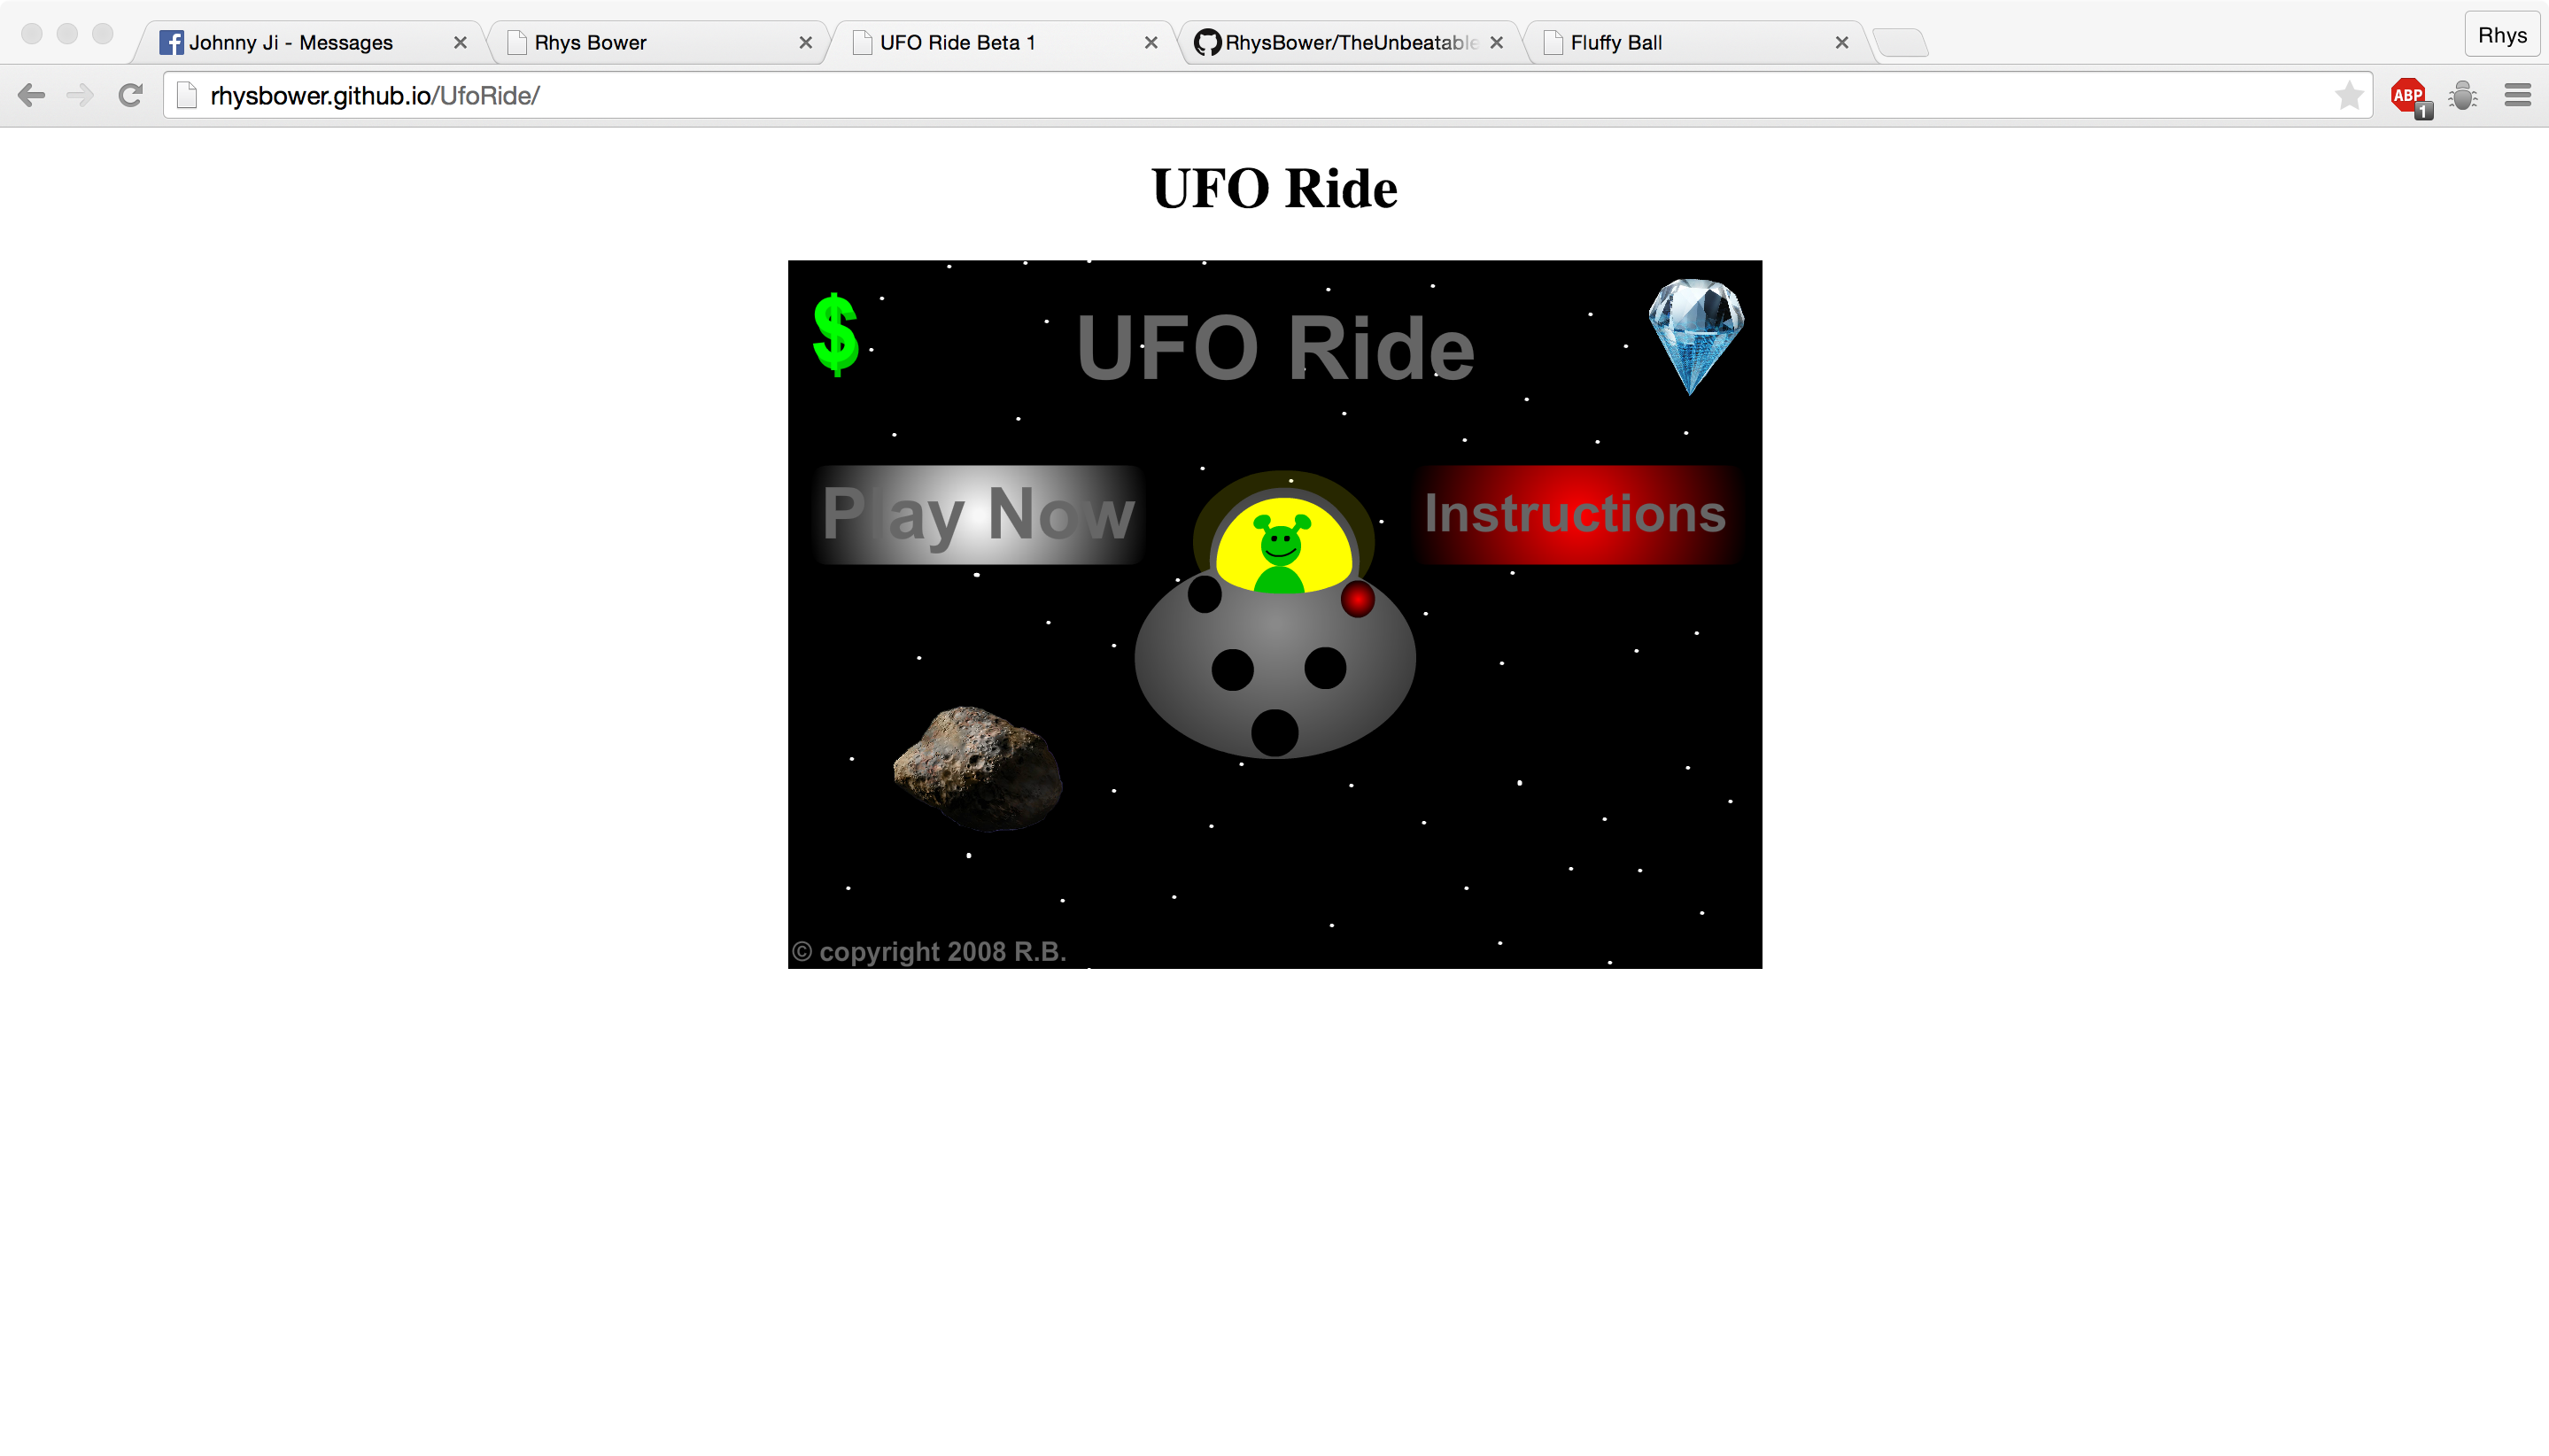 Johnny Ji - Messages
Rhys Bower
UFO Ride Beta 1
RhysBower/TheUnbeatable
Fluffy Ball
Rhys
rhysbower.github.io/UfoRide/
ABP
1
UFO Ride
$
UFO Ride
Play Now
Instructions
© copyright 2008 R.B.